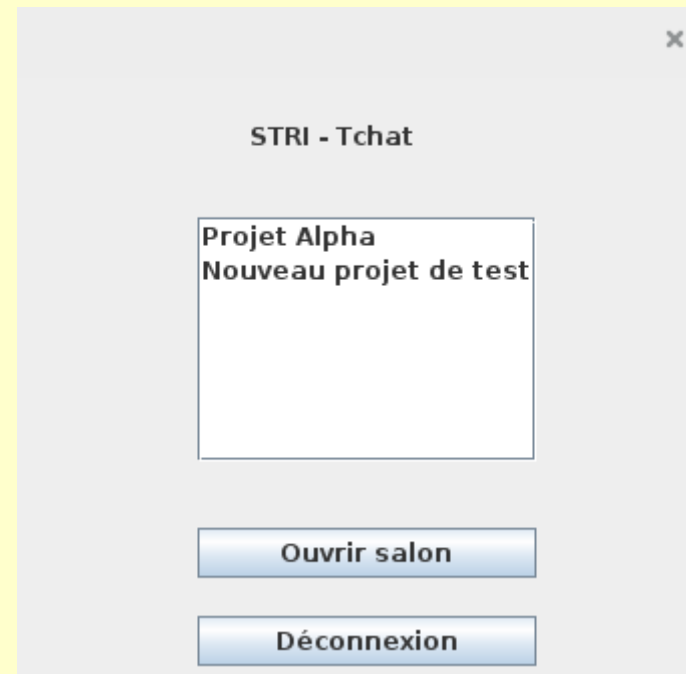 STRI - Tchat
Projet Alpha
Nouveau projet de test
Ouvrir salon
Déconnexion